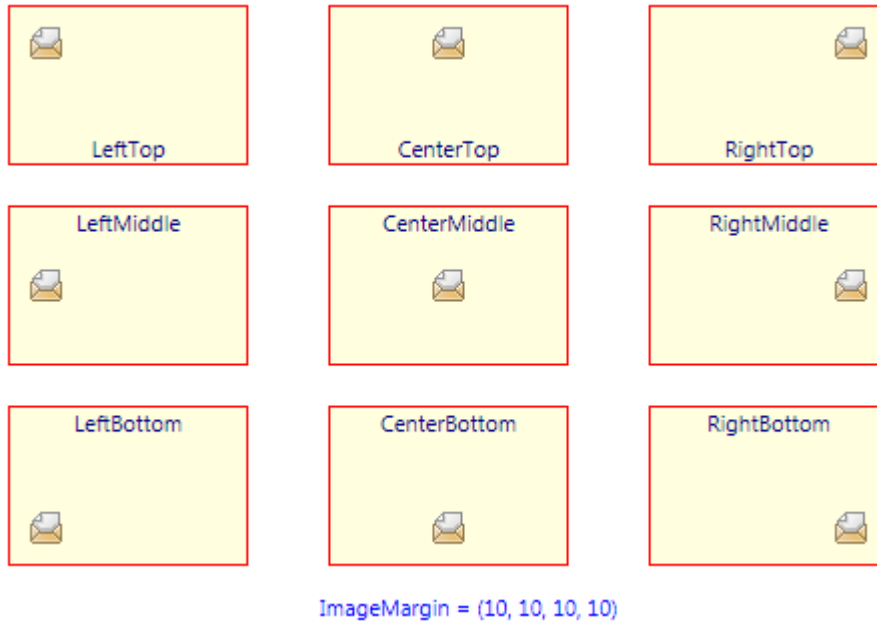 LeftTop
CenterTop
RightTop
LeftMiddle
CenterMiddle
RightMiddle
LeftBottom
CenterBottom
RightBottom
ImageMargin = (10, 10, 10, 10)